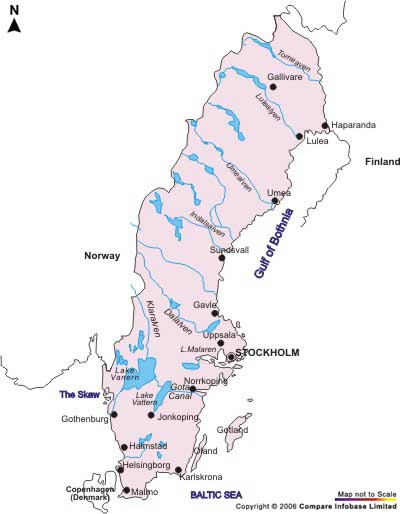 N
Torneaven
Gallivare
Lulealven
Haparanda
Lulea
Finland
Umealven
Umea
Indalsalven
Gulf of Bothnia
Sundsvall
Norway
Klaralven
Dalalven
Gavle
Uppsala
L.Malaren
STOCKHOLM
Lake
Vanern
Norrkoping
The Skaw
Lake
Vattern
Gota
Canal
Gothenburg
Jonkoping
Gotland
Halmstad
Oland
Helsingborg
Karlskrona
Copenhagen
(Denmark)
Malmo
BALTIC SEA
Map not to Scale
Copyright © 2006 Compare Infobase Limited